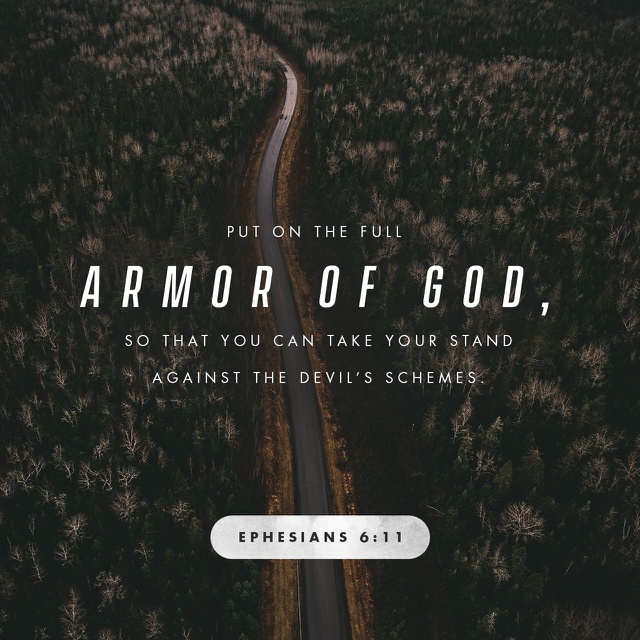 PUT ON THE FULL
ARMOR OF GOD,
SO THAT YOU CAN TAKE YOUR STAND
AGAINST THE DEVIL'S SCHEMES.
EPHESIANS 6:11